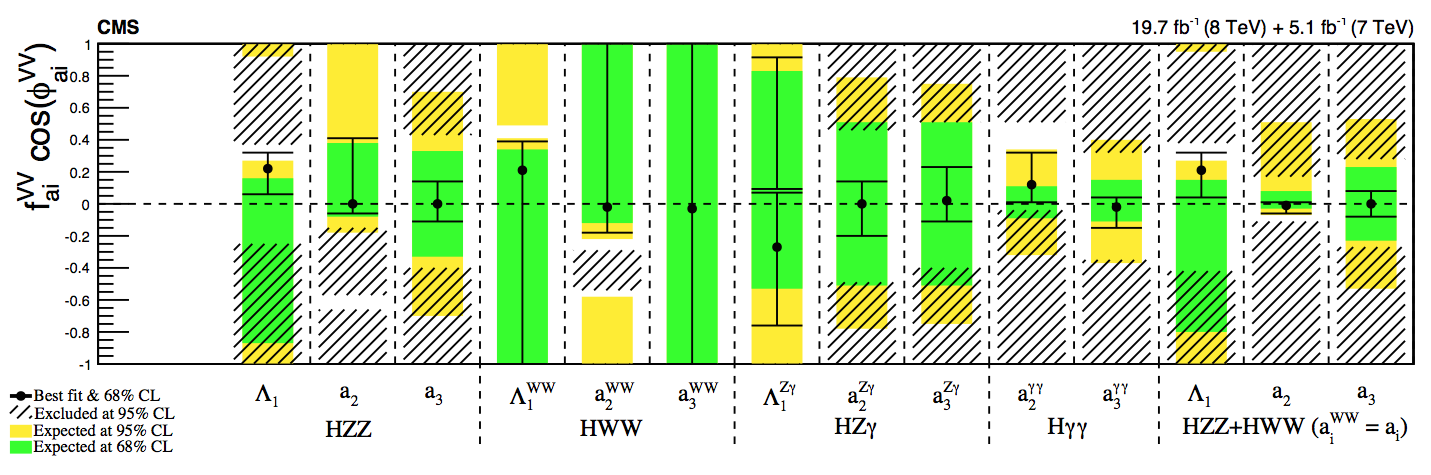 CMS 19.7 fb⁻¹ (8 TeV) + 5.1 fb⁻¹ (7 TeV)
f_{ai}^{VV} cos(ϕ_{ai}^{VV})
1
0.8
0.6
0.4
0.2
0
-0.2
-0.4
-0.6
-0.8
-1
Λ₁ a₂ a₃ Λ₁^{WW} a₂^{WW} a₃^{WW} Λ₁^{Zγ} a₂^{Zγ} a₃^{Zγ} a₂^{γγ} a₃^{γγ} Λ₁ a₂ a₃
HZZ HWW HZγ Hγγ HZZ+HWW (a_i^{WW} = a_i)
Best fit & 68% CL
Excluded at 95% CL
Expected at 95% CL
Expected at 68% CL